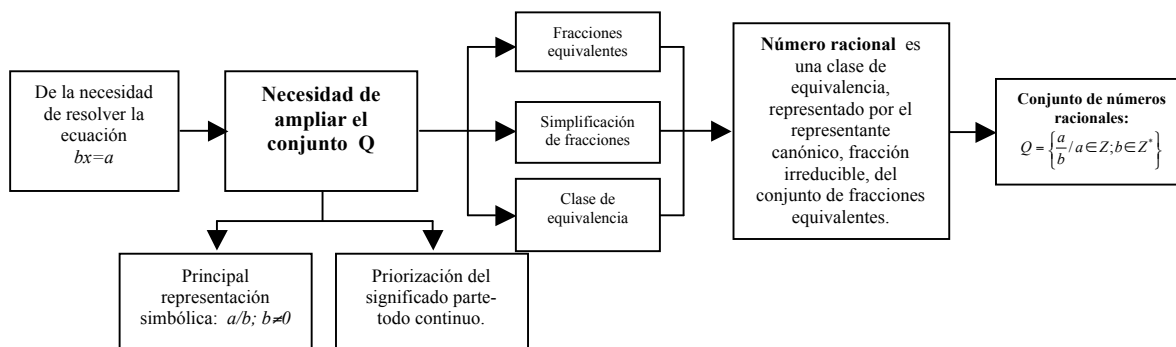 De la necesidad
de resolver la
ecuación
bx=a
Necesidad de
ampliar el
conjunto Q
Fracciones
equivalentes
Simplificación
de fracciones
Clase de
equivalencia
Número racional es
una clase de
equivalencia,
representado por el
representante
canónico, fracción
irreducible, del
conjunto de fracciones
equivalentes.
Conjunto de números
racionales:
Q = {a/b / a ∈ Z; b ∈ Z*}
Principal
representación
simbólica: a/b; b≠0
Priorización del
significado parte-
todo continuo.